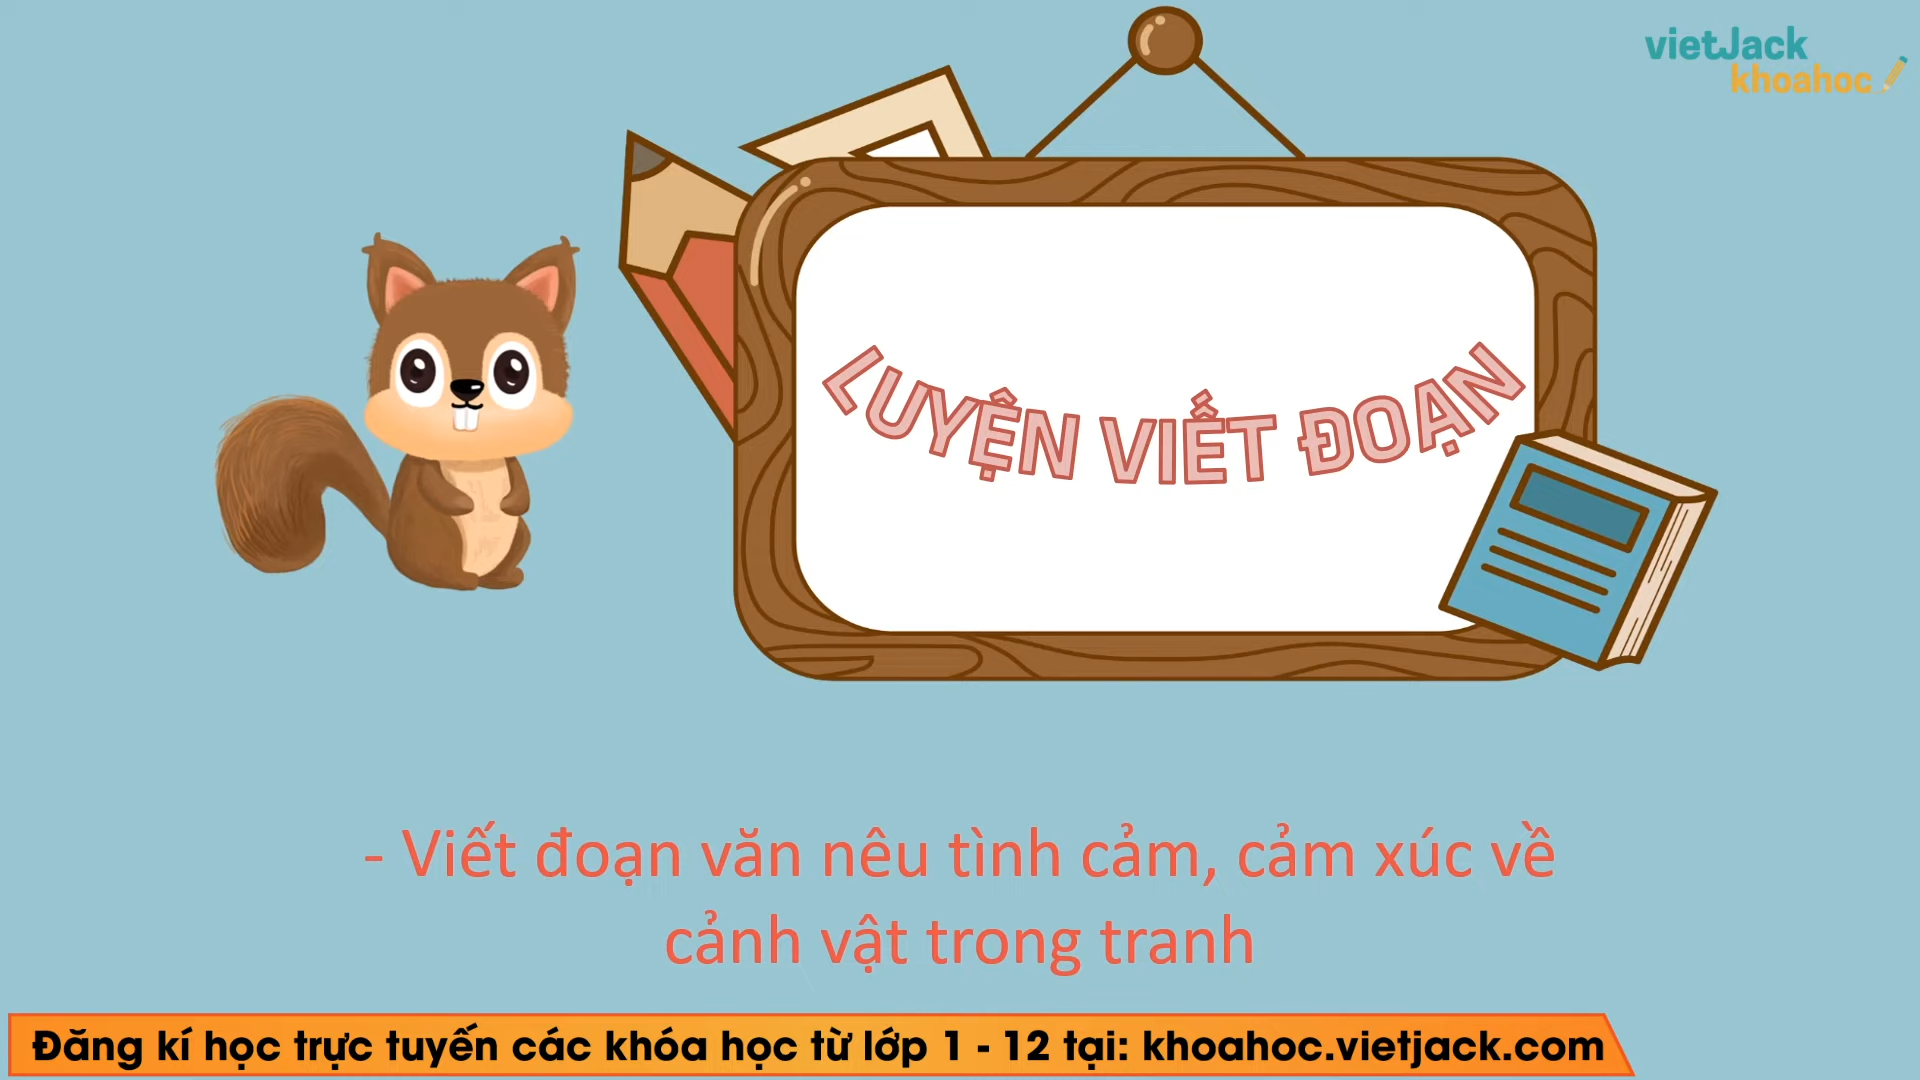 vietJack
khoahoc
LUYỆN VIẾT ĐOẠN
- Viết đoạn văn nêu tình cảm, cảm xúc về
cảnh vật trong tranh
Đăng kí học trực tuyến các khóa học từ lớp 1 - 12 tại: khoahoc.vietjack.com